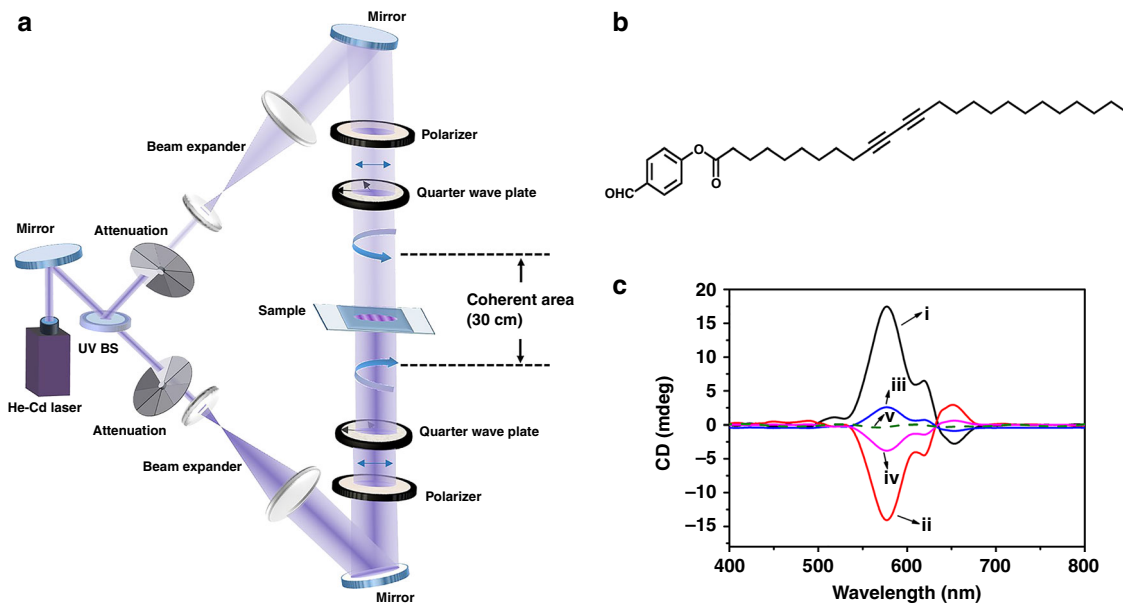 a
Mirror
Beam expander
Polarizer
Quarter wave plate
Mirror
Attenuation
Coherent area
(30 cm)
Sample
UV BS
He-Cd laser
Attenuation
Quarter wave plate
Beam expander
Polarizer
Mirror
b
O
O
OHC
c
20
15
10
5
0
−5
−10
−15
CD (mdeg)
i
iii
v
iv
ii
400
500
600
700
800
Wavelength (nm)